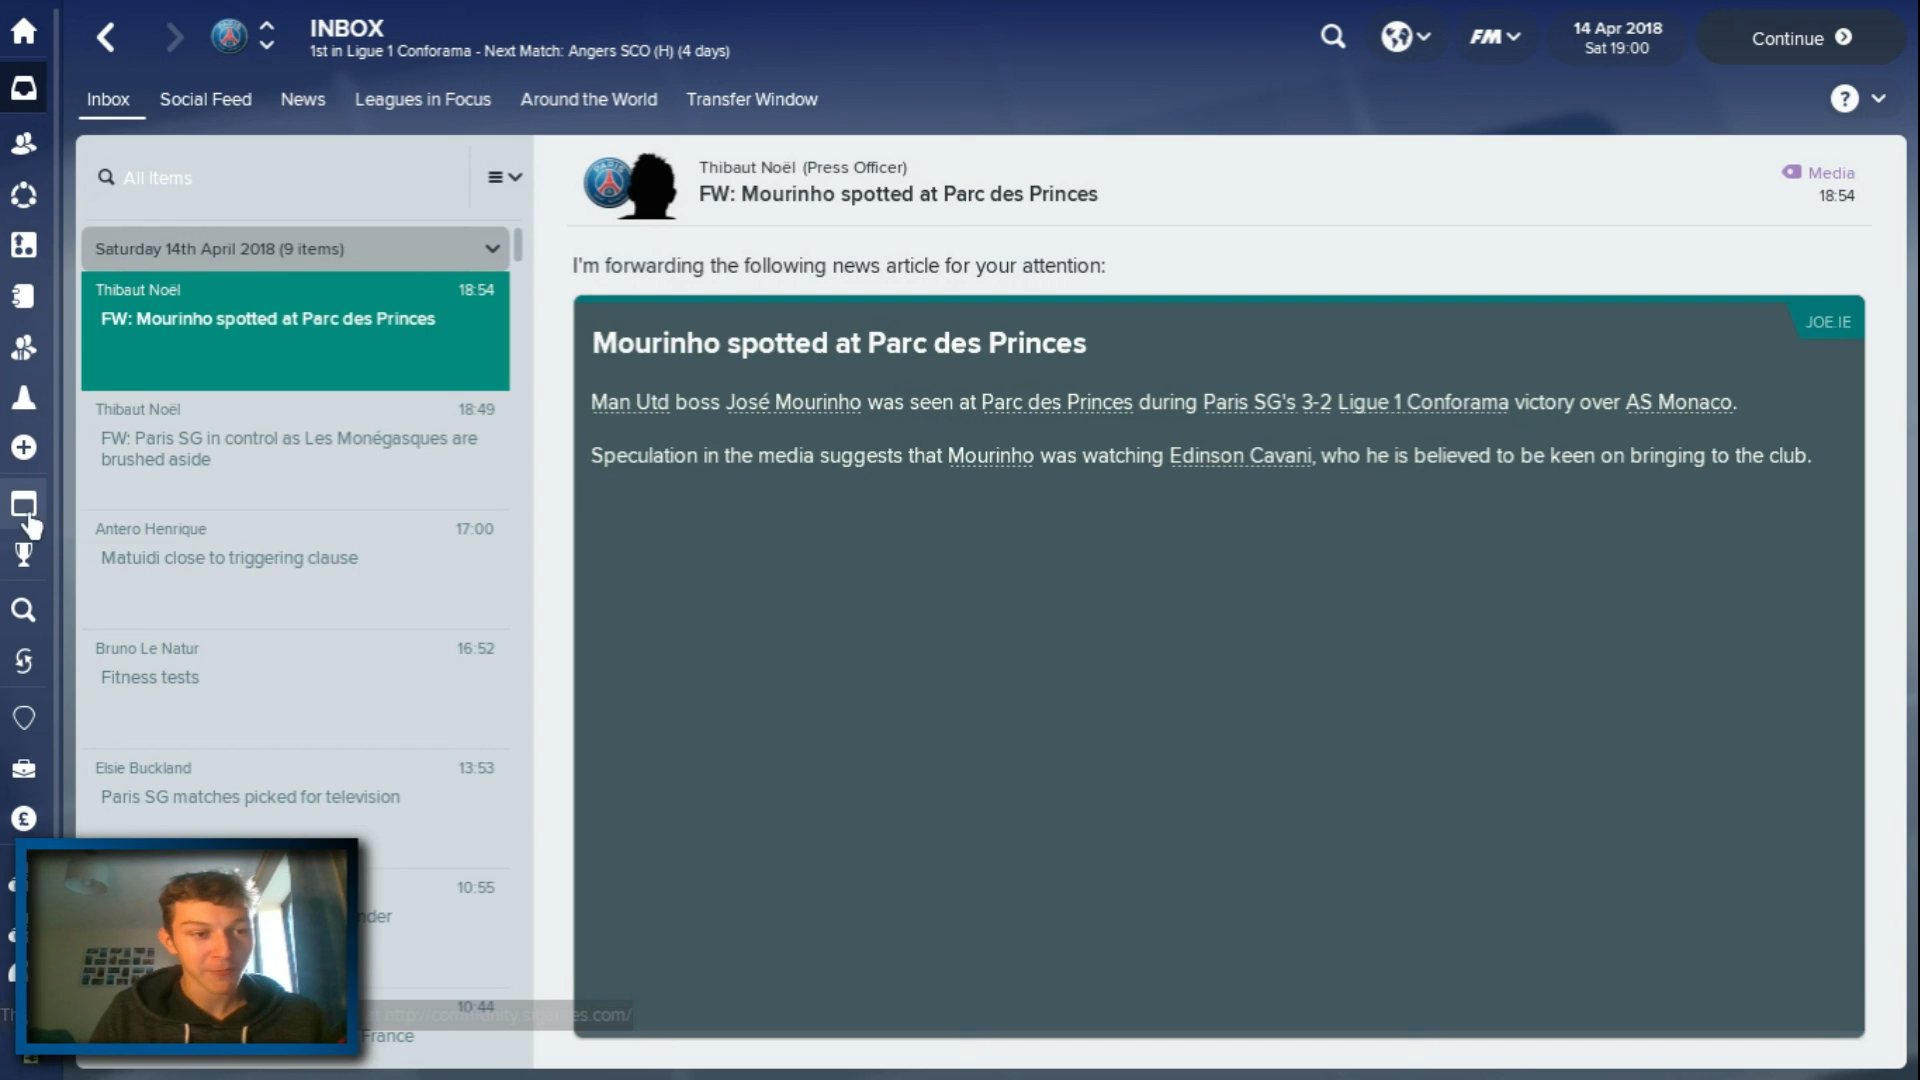 INBOX
1st in Ligue 1 Conforama - Next Match: Angers SCO (H) (4 days)
FM
14 Apr 2018
Sat 19:00
Continue
Inbox
Social Feed
News
Leagues in Focus
Around the World
Transfer Window
?
All Items
Saturday 14th April 2018 (9 items)
Thibaut Noël 18:54
FW: Mourinho spotted at Parc des Princes
Thibaut Noël 18:49
FW: Paris SG in control as Les Monégasques are
brushed aside
Antero Henrique 17:00
Matuidi close to triggering clause
Bruno Le Natur 16:52
Fitness tests
Elsie Buckland 13:53
Paris SG matches picked for television
10:55
10:44
France
PARIS
Thibaut Noël (Press Officer)
FW: Mourinho spotted at Parc des Princes
Media
18:54
I'm forwarding the following news article for your attention:
JOE.IE
Mourinho spotted at Parc des Princes
Man Utd boss José Mourinho was seen at Parc des Princes during Paris SG's 3-2 Ligue 1 Conforama victory over AS Monaco.
Speculation in the media suggests that Mourinho was watching Edinson Cavani, who he is believed to be keen on bringing to the club.
£